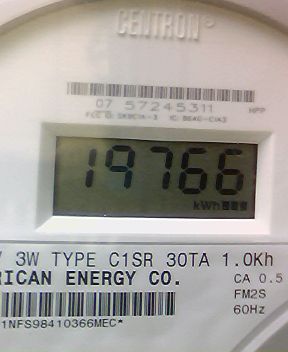 CENTRON®
07 57245311
HPP
19766
kWh
V 3W TYPE C1SR 30TA 1.0Kh
RICAN ENERGY CO.
CA 0.5
FM2S
60Hz
1NFS98410366MEC*